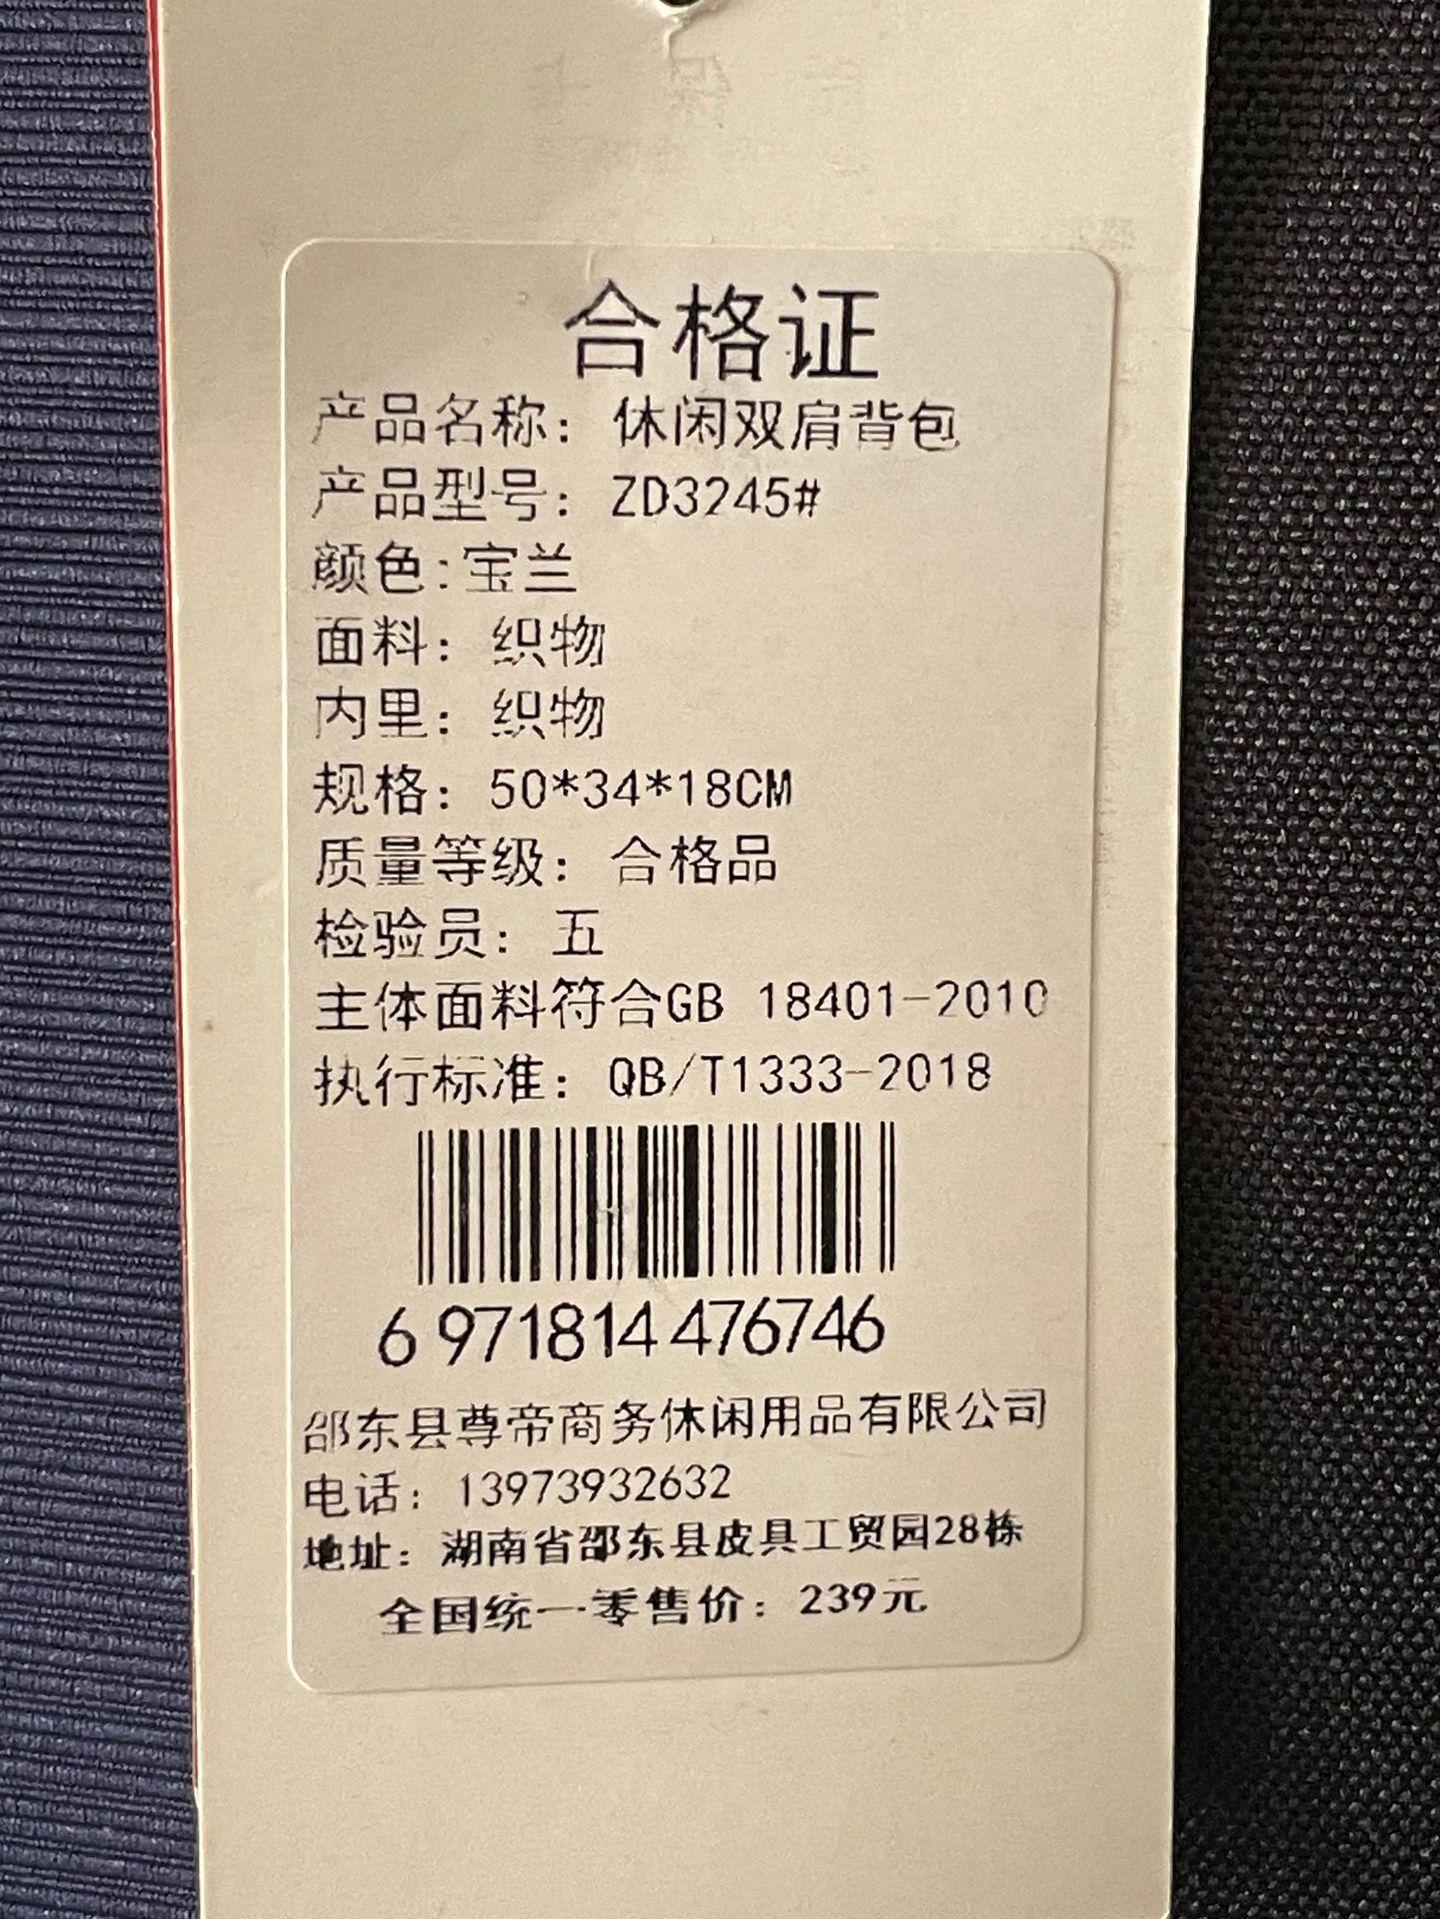 合格证
产品名称：休闲双肩背包
产品型号：ZD3245#
颜色:宝兰
面料：织物
内里：织物
规格：50*34*18CM
质量等级：合格品
检验员：五
主体面料符合GB 18401-2010
执行标准：QB/T1333-2018
6 971814 476746
邵东县尊帝商务休闲用品有限公司
电话：13973932632
地址：湖南省邵东县皮具工贸园28栋
全国统一零售价：239元